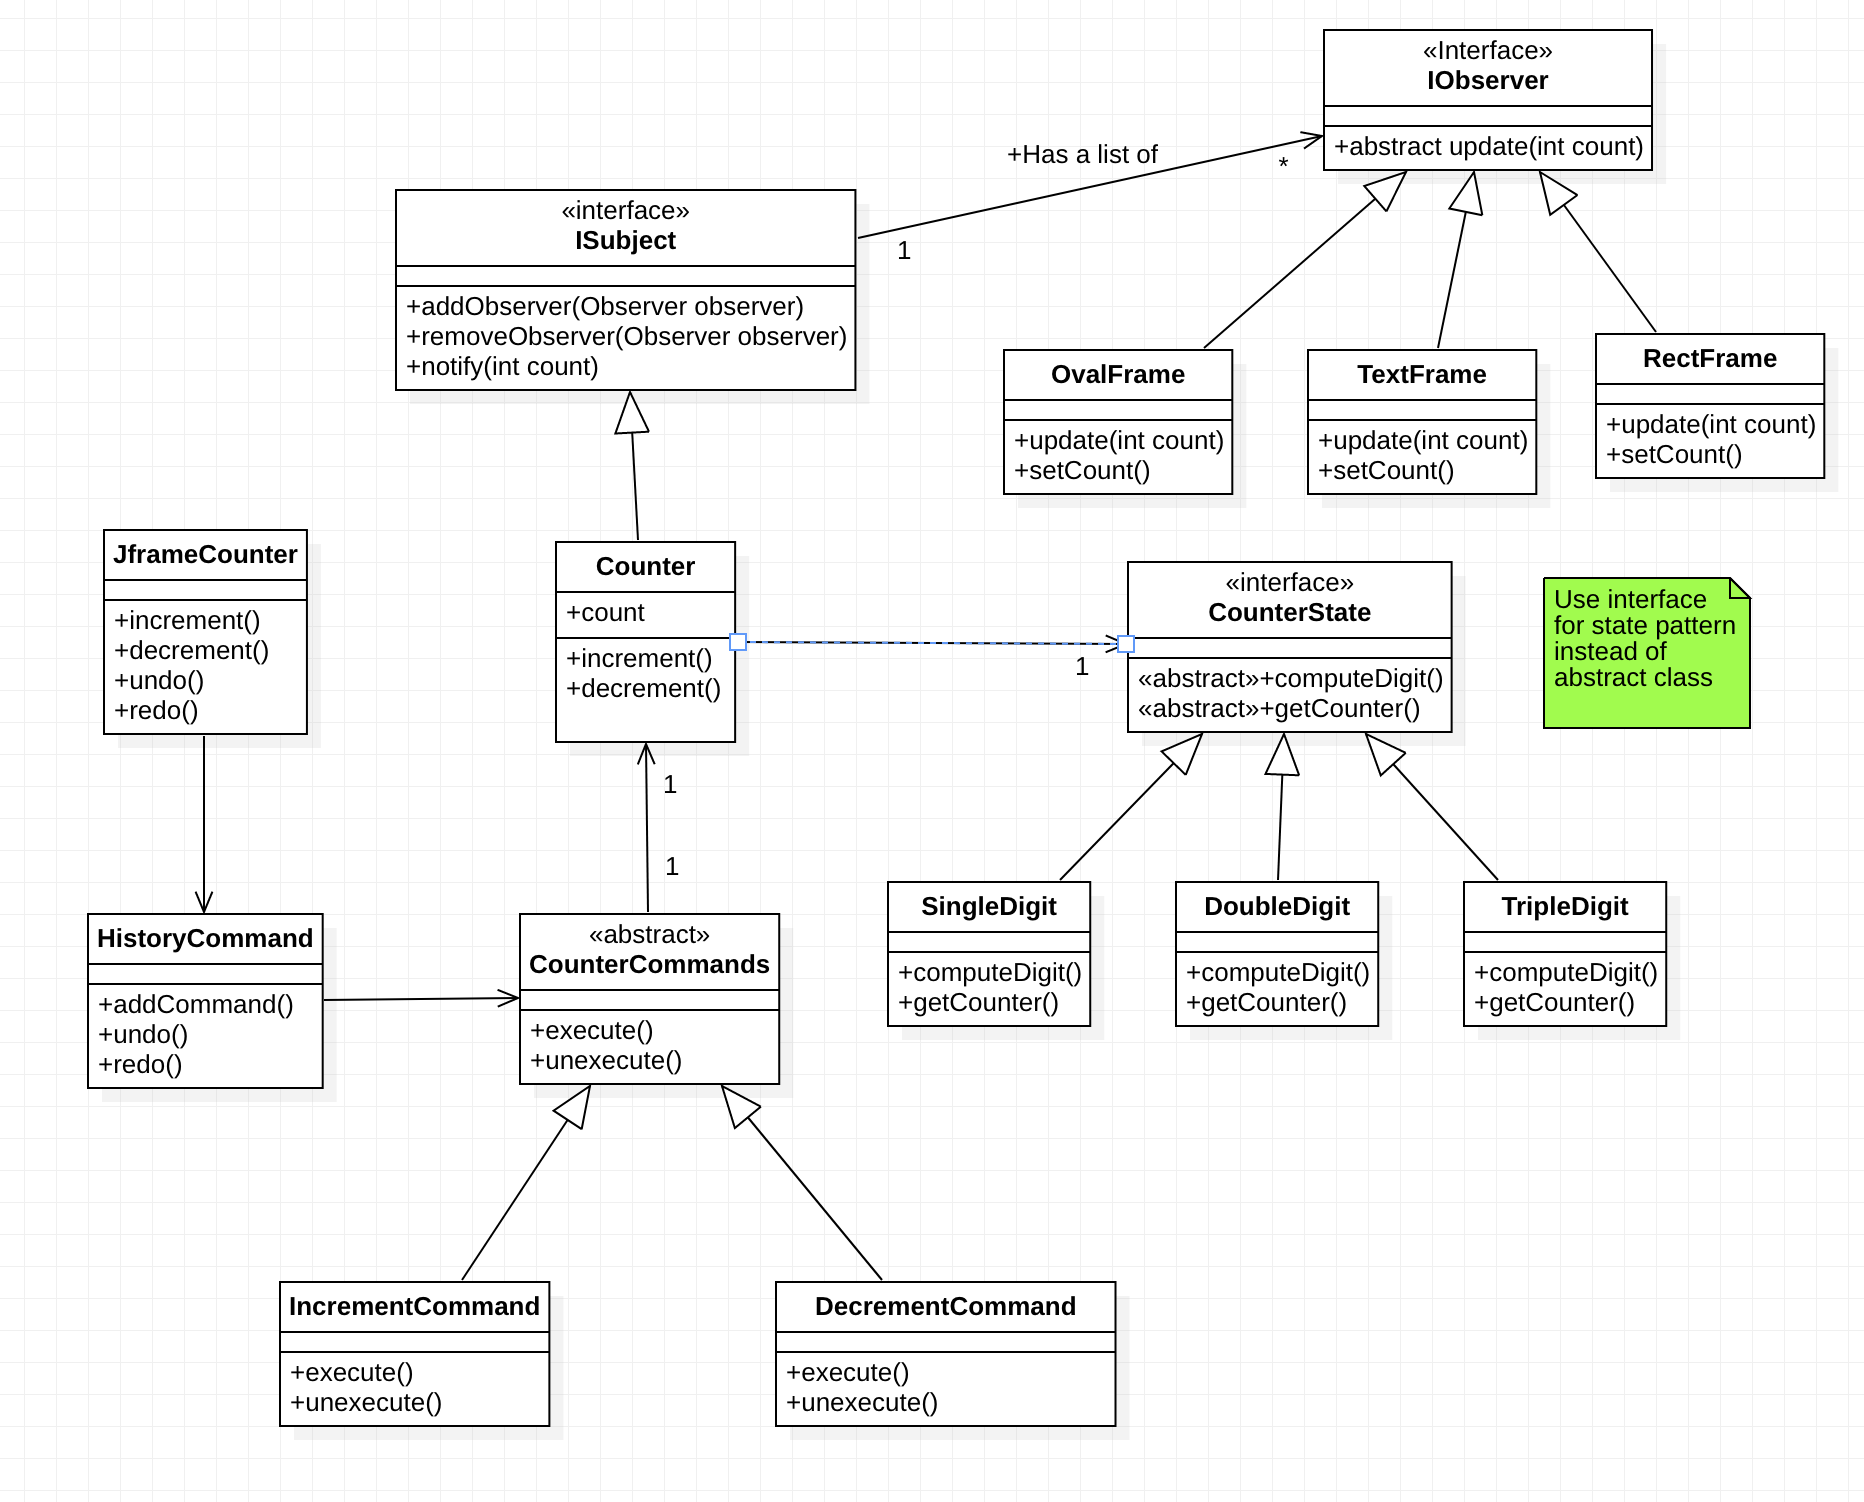 «Interface»
IObserver
+abstract update(int count)
+Has a list of
*
1
«interface»
ISubject
+addObserver(Observer observer)
+removeObserver(Observer observer)
+notify(int count)
OvalFrame
+update(int count)
+setCount()
TextFrame
+update(int count)
+setCount()
RectFrame
+update(int count)
+setCount()
JframeCounter
+increment()
+decrement()
+undo()
+redo()
Counter
+count
+increment()
+decrement()
1
«interface»
CounterState
«abstract»+computeDigit()
«abstract»+getCounter()
Use interface
for state pattern
instead of
abstract class
1
1
SingleDigit
+computeDigit()
+getCounter()
DoubleDigit
+computeDigit()
+getCounter()
TripleDigit
+computeDigit()
+getCounter()
HistoryCommand
+addCommand()
+undo()
+redo()
«abstract»
CounterCommands
+execute()
+unexecute()
IncrementCommand
+execute()
+unexecute()
DecrementCommand
+execute()
+unexecute()